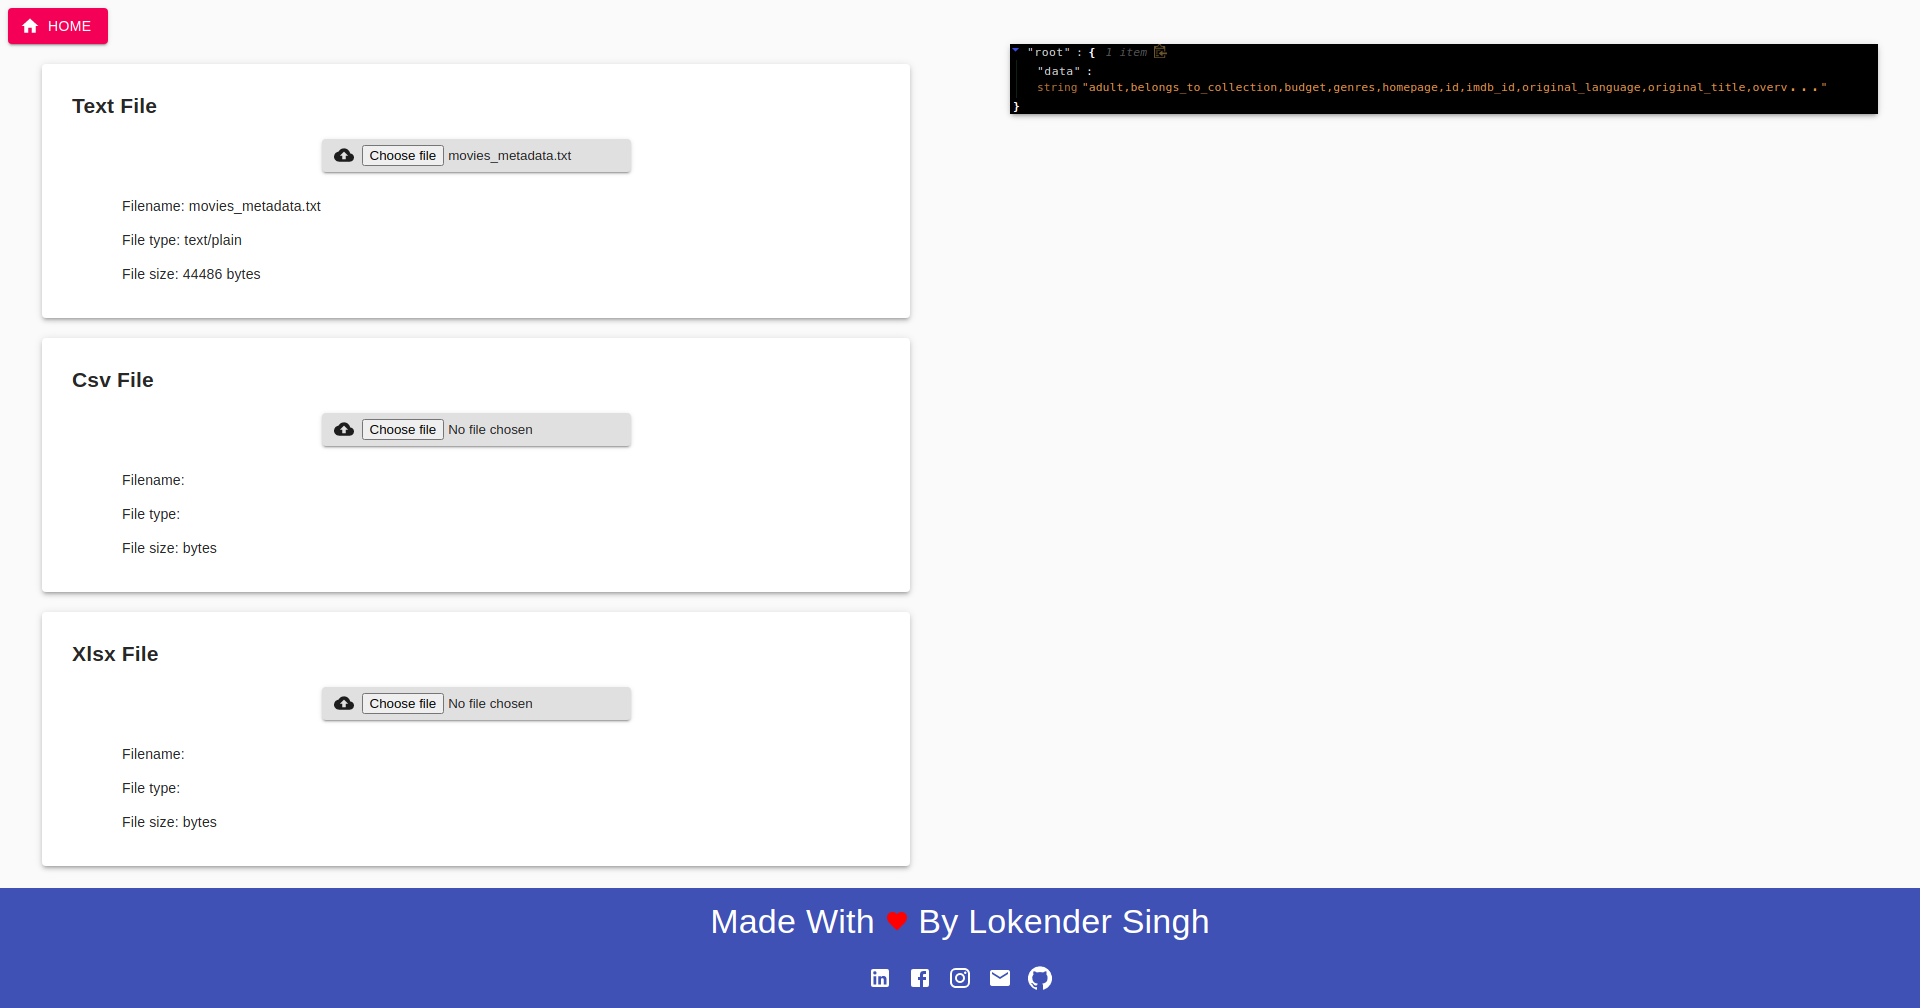 HOME
Text File
Choose file movies_metadata.txt
Filename: movies_metadata.txt
File type: text/plain
File size: 44486 bytes
Csv File
Choose file No file chosen
Filename:
File type:
File size: bytes
Xlsx File
Choose file No file chosen
Filename:
File type:
File size: bytes
"root" : { 1 item
"data" :
string "adult,belongs_to_collection,budget,genres,homepage,id,imdb_id,original_language,original_title,overv..."
}
Made With By Lokender Singh